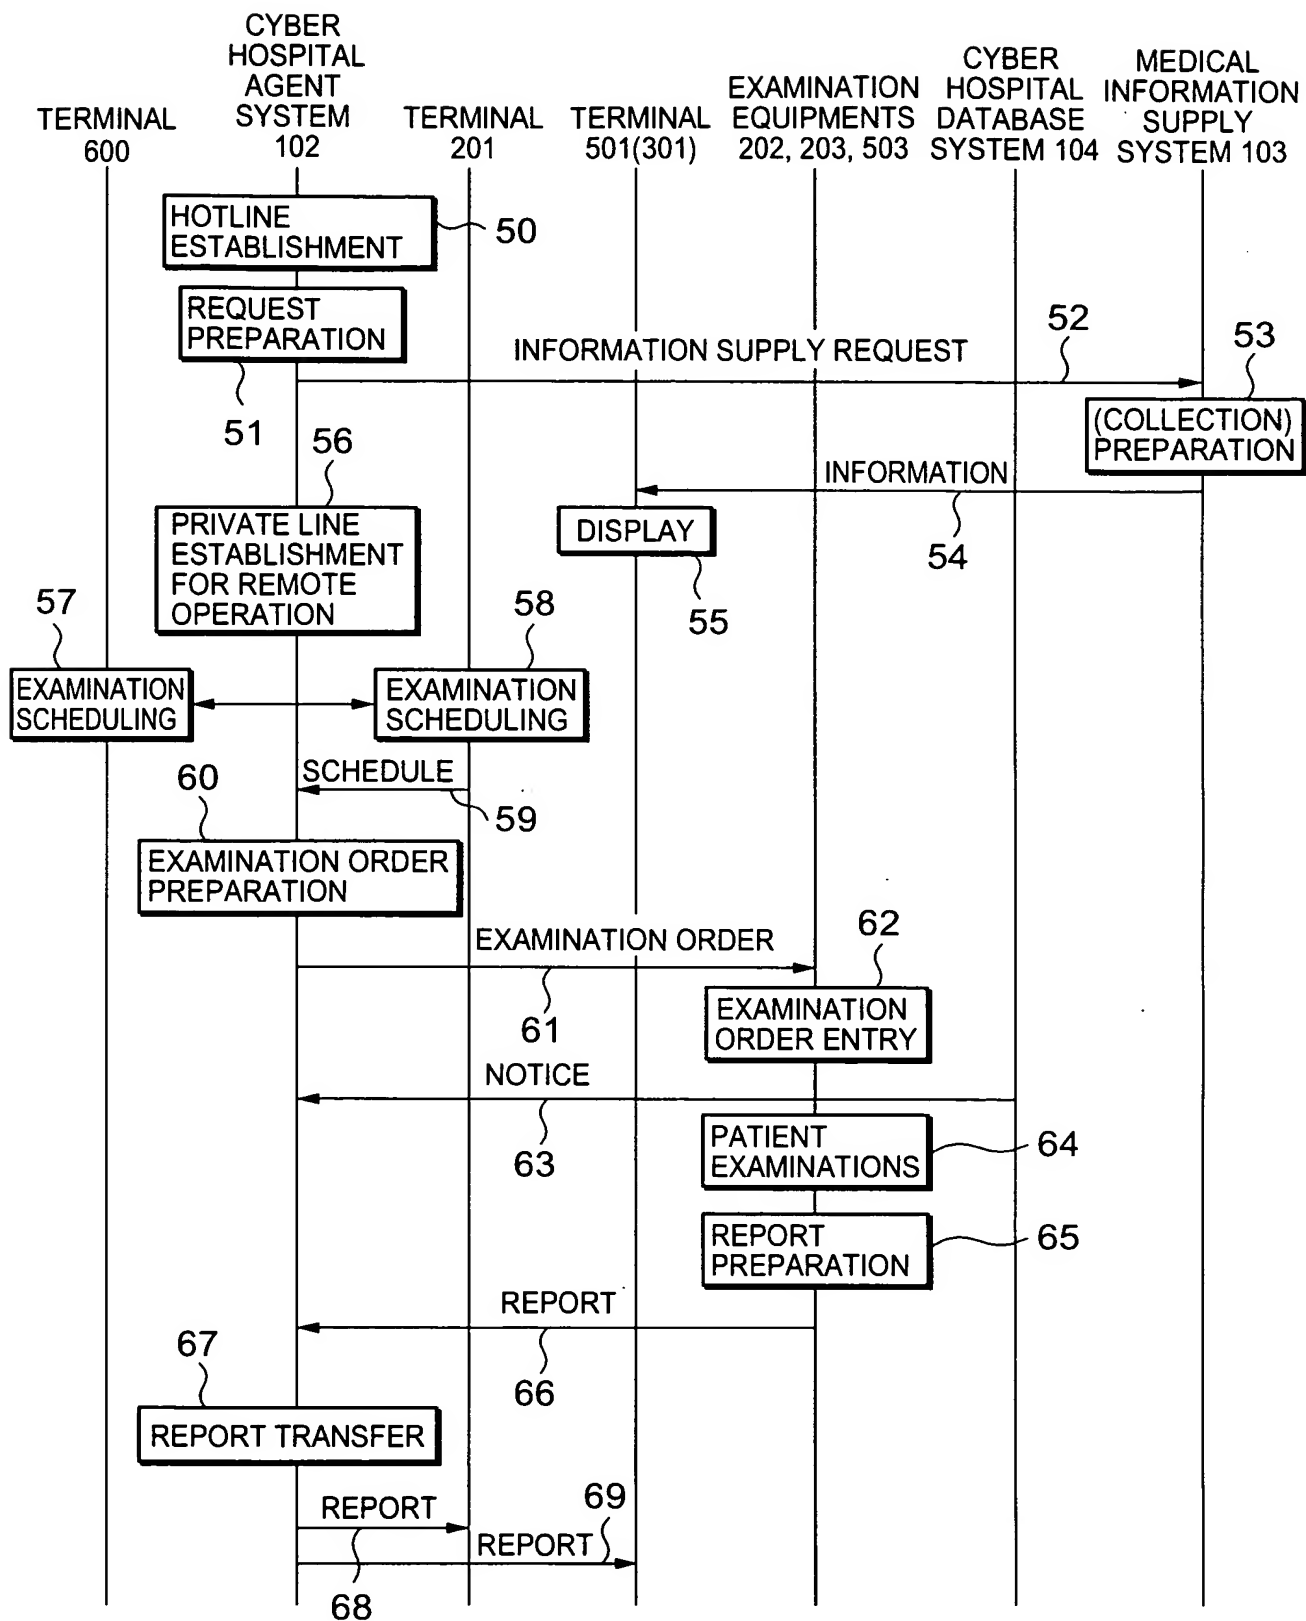 TERMINAL
600
CYBER
HOSPITAL
AGENT
SYSTEM
102
TERMINAL
201
TERMINAL
501(301)
EXAMINATION
EQUIPMENTS
202, 203, 503
CYBER
HOSPITAL
DATABASE
SYSTEM 104
MEDICAL
INFORMATION
SUPPLY
SYSTEM 103
HOTLINE
ESTABLISHMENT
50
REQUEST
PREPARATION
51
INFORMATION SUPPLY REQUEST
52
53
(COLLECTION)
PREPARATION
INFORMATION
54
56
PRIVATE LINE
ESTABLISHMENT
FOR REMOTE
OPERATION
DISPLAY
55
57
58
EXAMINATION
SCHEDULING
EXAMINATION
SCHEDULING
SCHEDULE
59
60
EXAMINATION ORDER
PREPARATION
EXAMINATION ORDER
61
62
EXAMINATION
ORDER ENTRY
NOTICE
63
PATIENT
EXAMINATIONS
64
REPORT
PREPARATION
65
REPORT
66
67
REPORT TRANSFER
REPORT
68
REPORT
69